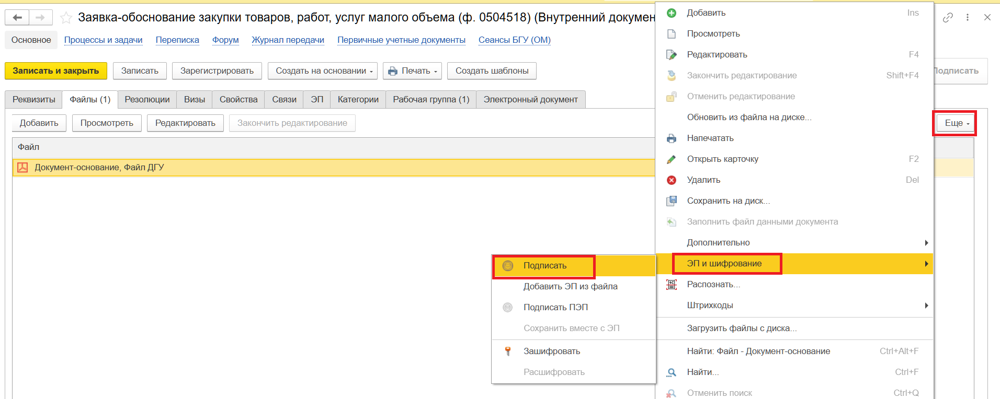 Заявка-обоснование закупки товаров, работ, услуг малого объема (ф. 0504518) (Внутренний докумен
Основное Процессы и задачи Переписка Форум Журнал передачи Первичные учетные документы Сеансы БГУ (ОМ)
Записать и закрыть Записать Зарегистрировать Создать на основании Печать Создать шаблоны Подписать
Реквизиты Файлы (1) Резолюции Визы Свойства Связи ЭП Категории Рабочая группа (1) Электронный документ
Добавить Просмотреть Редактировать Закончить редактирование Еще
Файл
Документ-основание, Файл ДГУ
Добавить Ins
Просмотреть
Редактировать F4
Закончить редактирование Shift+F4
Отменить редактирование
Обновить из файла на диске...
Напечатать
Открыть карточку F2
Удалить Del
Сохранить на диск...
Заполнить файл данными документа
Дополнительно
ЭП и шифрование
1С
Распознать...
Штрихкоды
Загрузить файлы с диска...
Найти: Файл - Документ-основание Ctrl+Alt+F
Найти... Ctrl+F
Отменить поиск Ctrl+Q
Подписать
Добавить ЭП из файла
Подписать ПЭП
Сохранить вместе с ЭП
Зашифровать
Расшифровать